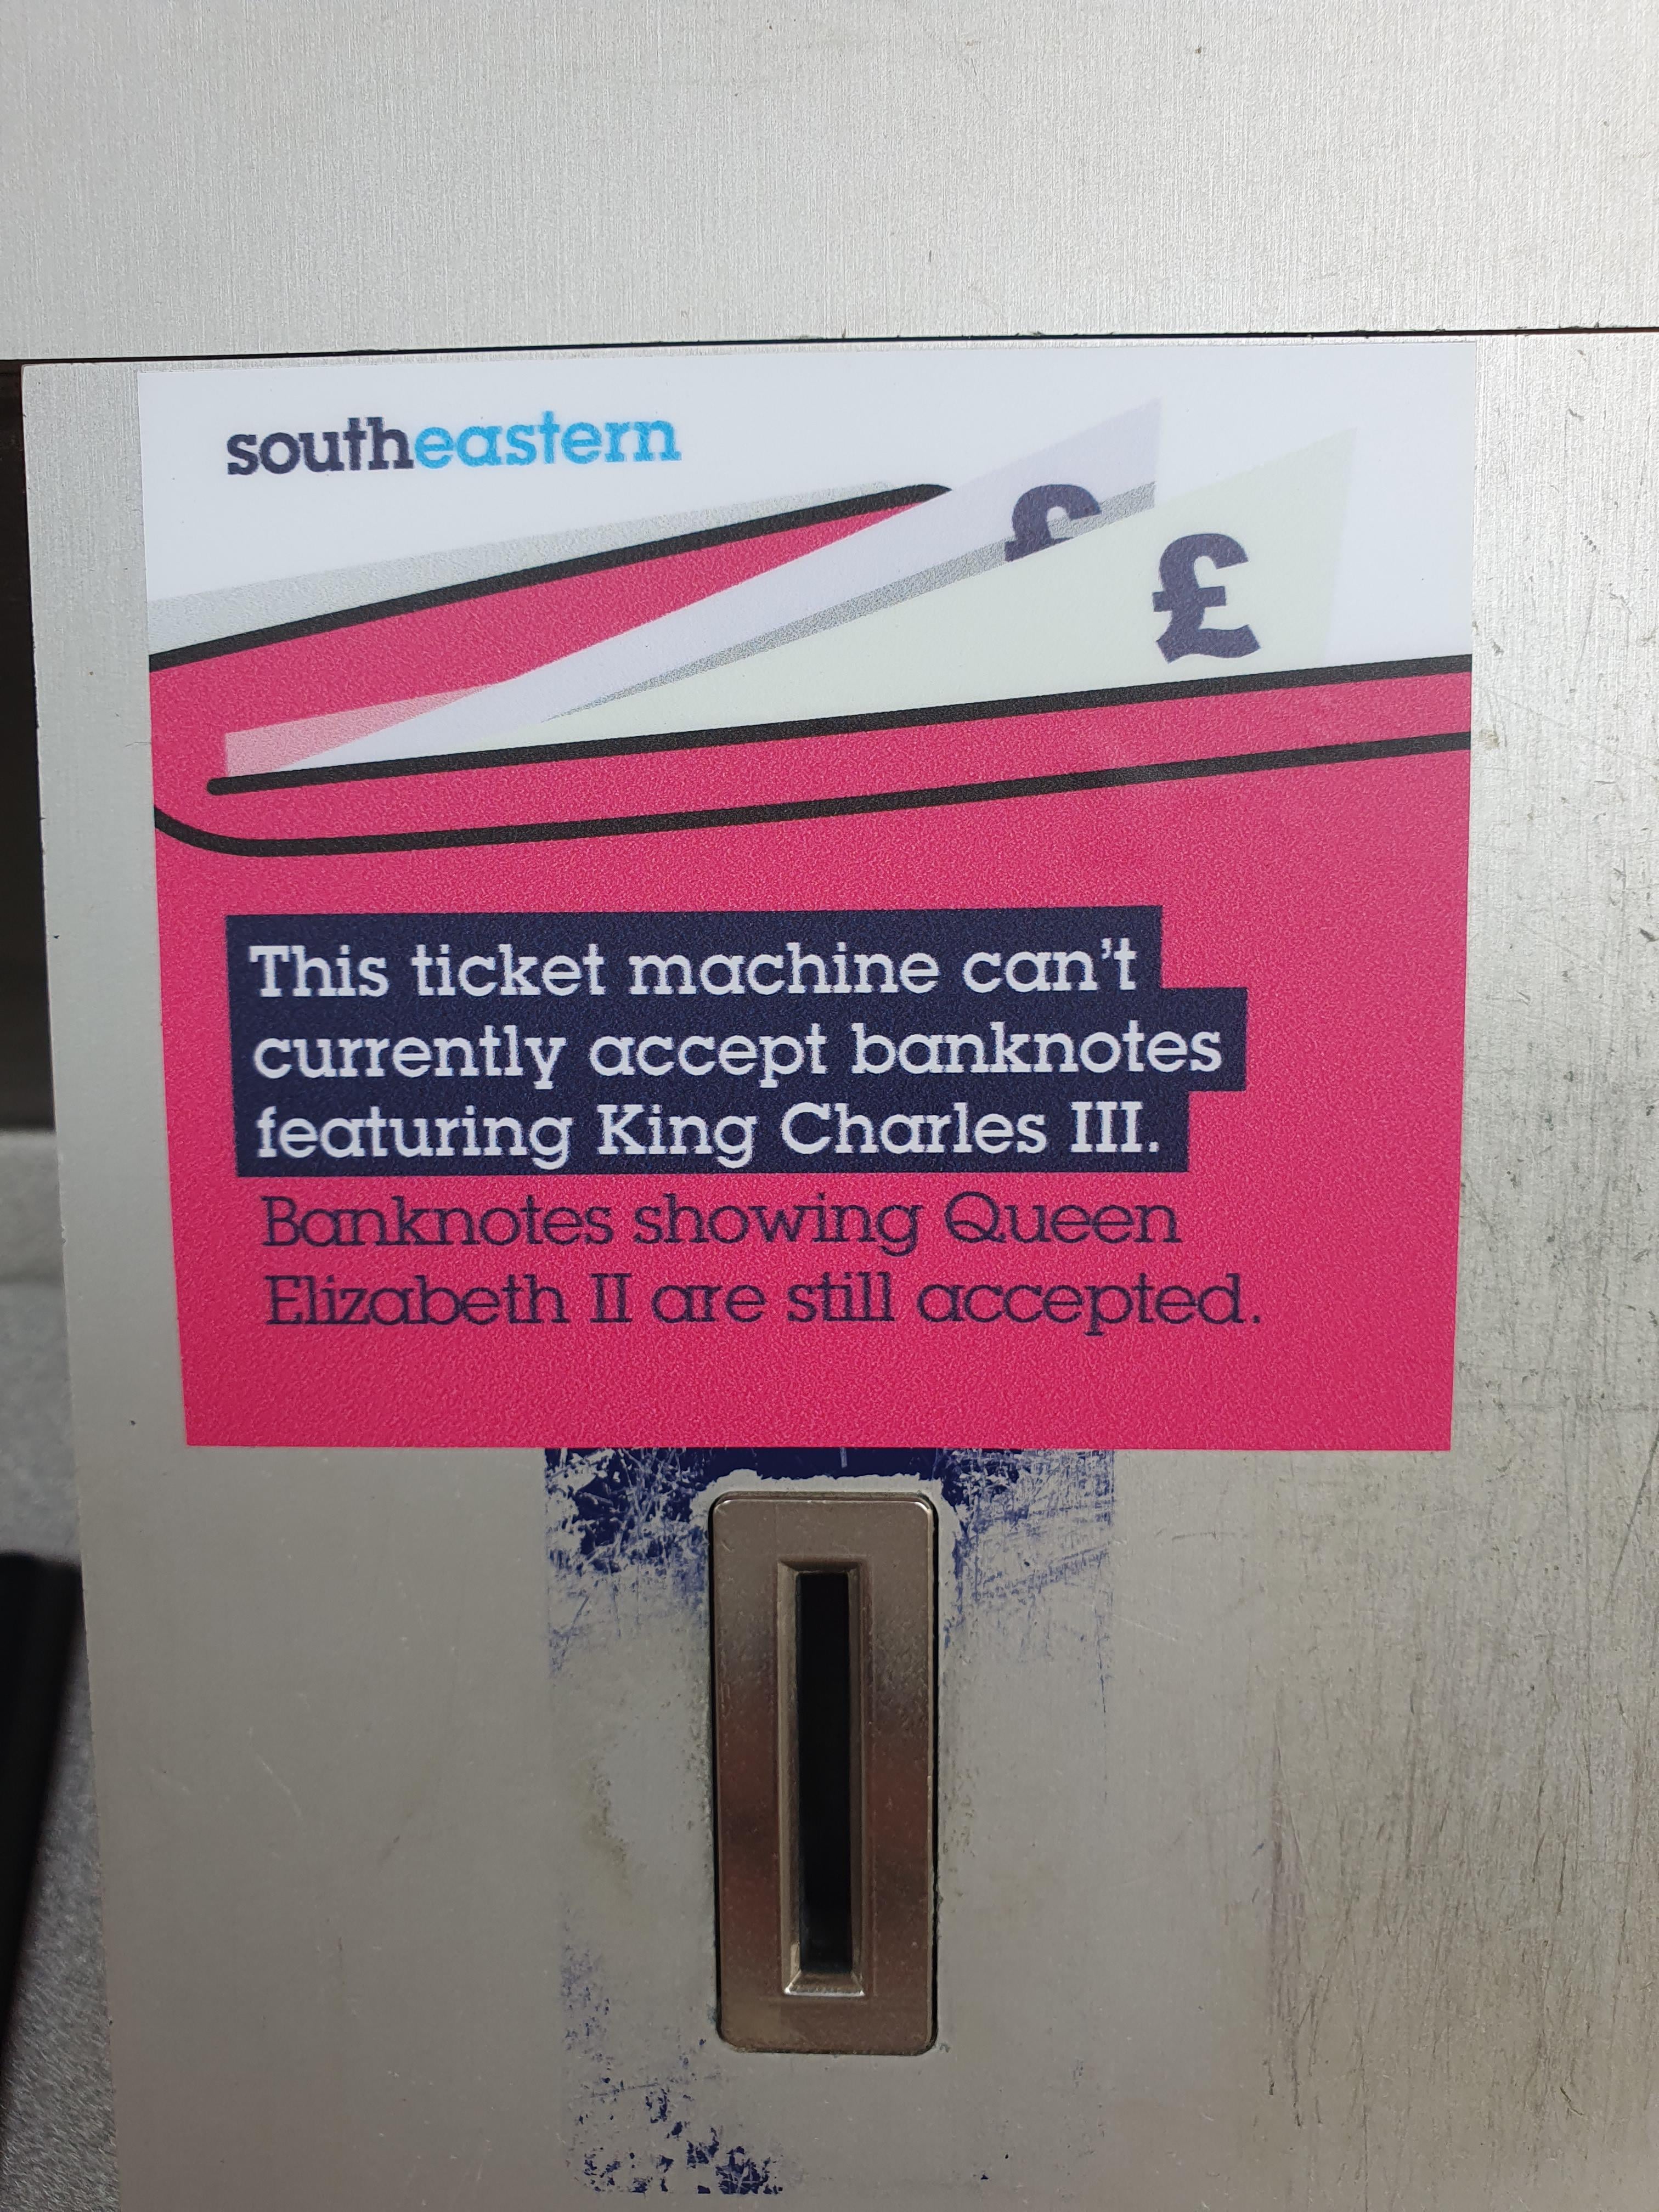 southeastern
£
£
This ticket machine can't
currently accept banknotes
featuring King Charles III.
Banknotes showing Queen
Elizabeth II are still accepted.